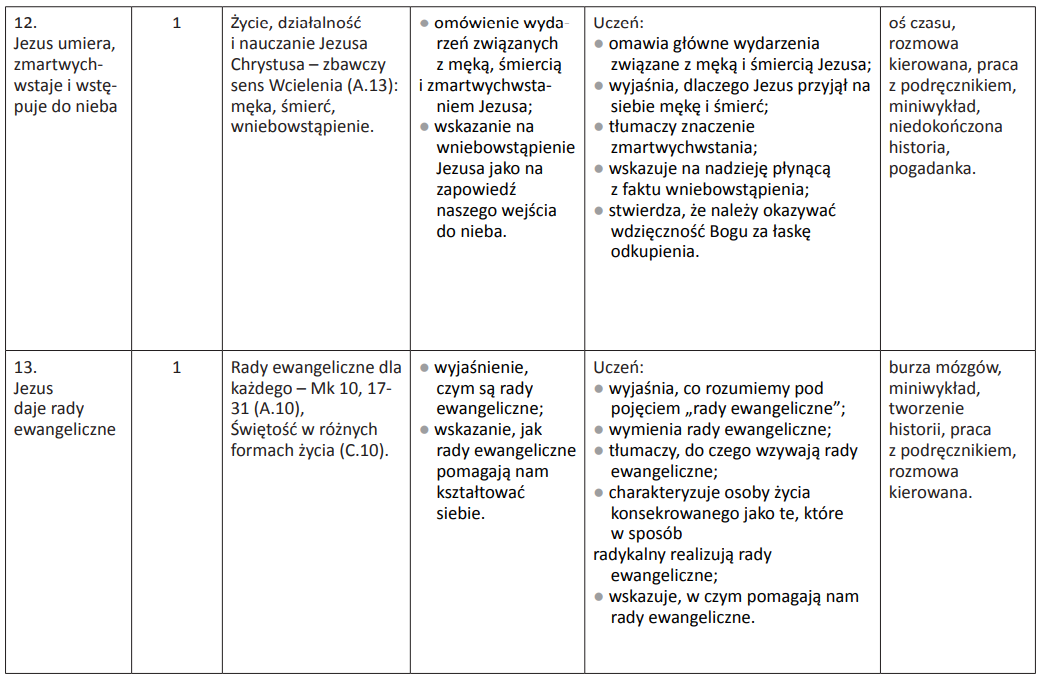 12.
Jezus umiera,
zmartwych-
wstaje i wstę-
puje do nieba
1
Życie, działalność
i nauczanie Jezusa
Chrystusa – zbawczy
sens Wcielenia (A.13):
męka, śmierć,
wniebowstąpienie.
● omówienie wyda-
rzeń związanych
z męką, śmiercią
i zmartwychwsta-
niem Jezusa;
● wskazanie na
wniebowstąpienie
Jezusa jako na
zapowiedź
naszego wejścia
do nieba.
Uczeń:
● omawia główne wydarzenia
związane z męką i śmiercią Jezusa;
● wyjaśnia, dlaczego Jezus przyjął na
siebie mękę i śmierć;
● tłumaczy znaczenie
zmartwychwstania;
● wskazuje na nadzieję płynącą
z faktu wniebowstąpienia;
● stwierdza, że należy okazywać
wdzięczność Bogu za łaskę
odkupienia.
oś czasu,
rozmowa
kierowana, praca
z podręcznikiem,
miniwykład,
niedokończona
historia,
pogadanka.
13.
Jezus
daje rady
ewangeliczne
1
Rady ewangeliczne dla
każdego – Mk 10, 17-
31 (A.10),
Świętość w różnych
formach życia (C.10).
● wyjaśnienie,
czym są rady
ewangeliczne;
● wskazanie, jak
rady ewangeliczne
pomagają nam
kształtować
siebie.
Uczeń:
● wyjaśnia, co rozumiemy pod
pojęciem „rady ewangeliczne”;
● wymienia rady ewangeliczne;
● tłumaczy, do czego wzywają rady
ewangeliczne;
● charakteryzuje osoby życia
konsekrowanego jako te, które
w sposób
radykalny realizują rady
ewangeliczne;
● wskazuje, w czym pomagają nam
rady ewangeliczne.
burza mózgów,
miniwykład,
tworzenie
historii, praca
z podręcznikiem,
rozmowa
kierowana.